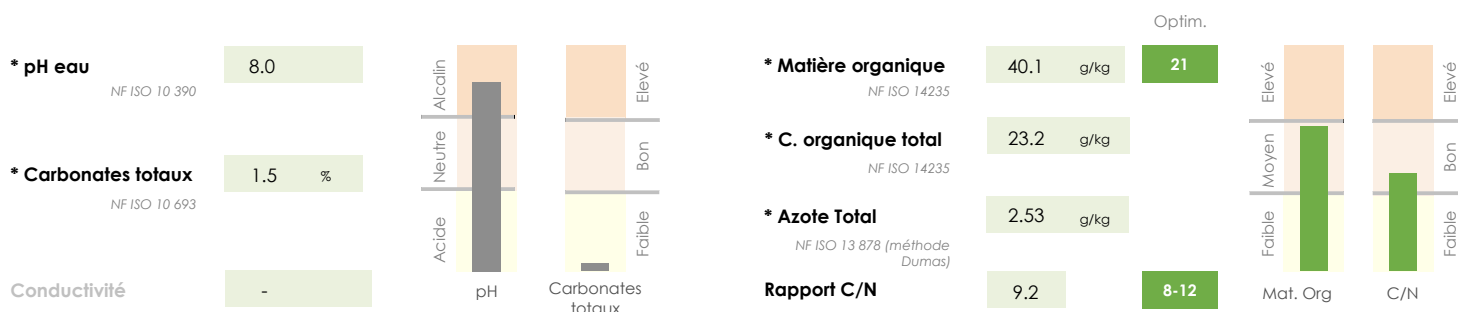 Optim.
* pH eau 8.0
NF ISO 10 390
* Carbonates totaux 1.5 %
NF ISO 10 693
Conductivité -
Alcalin
Neutre
Acide
Elevé
Bon
Faible
pH
Carbonates
totaux
* Matière organique 40.1 g/kg 21
NF ISO 14235
* C. organique total 23.2 g/kg
NF ISO 14235
* Azote Total 2.53 g/kg
NF ISO 13 878 (méthode
Dumas)
Rapport C/N 9.2 8-12
Elevé
Moyen
Faible
Elevé
Bon
Faible
Mat. Org
C/N